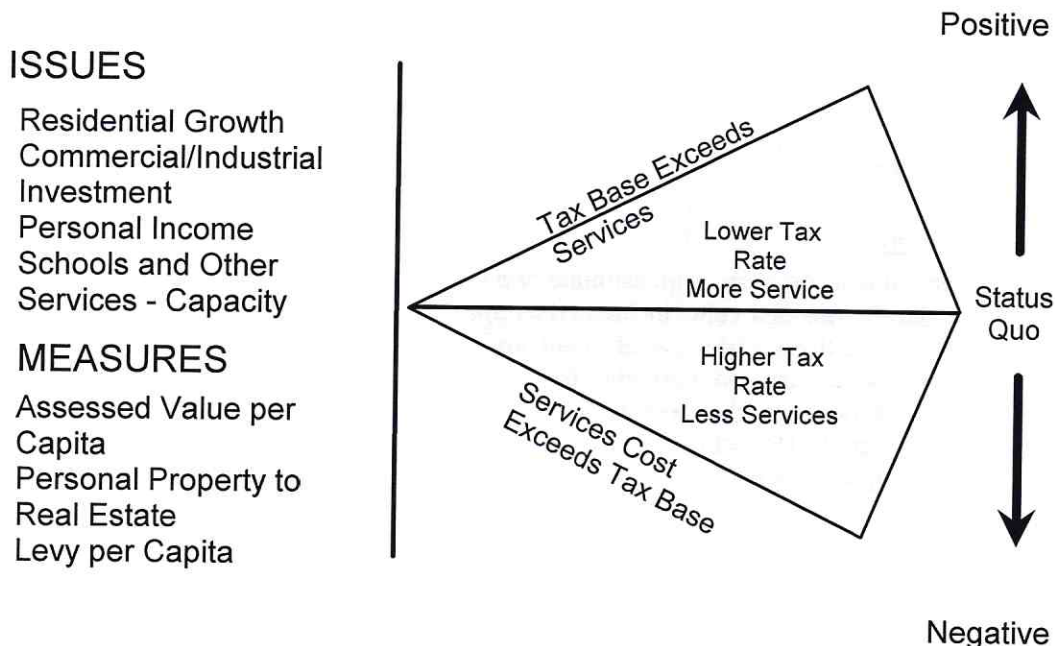 Positive
ISSUES
Residential Growth
Commercial/Industrial
Investment
Personal Income
Schools and Other
Services - Capacity
MEASURES
Assessed Value per
Capita
Personal Property to
Real Estate
Levy per Capita
Tax Base Exceeds
Services
Lower Tax
Rate
More Service
Higher Tax
Rate
Less Services
Services Cost
Exceeds Tax Base
Status
Quo
Negative